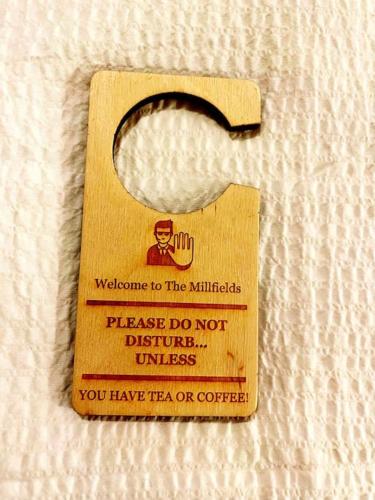 Welcome to The Millfields
PLEASE DO NOT
DISTURB...
UNLESS
YOU HAVE TEA OR COFFEE!